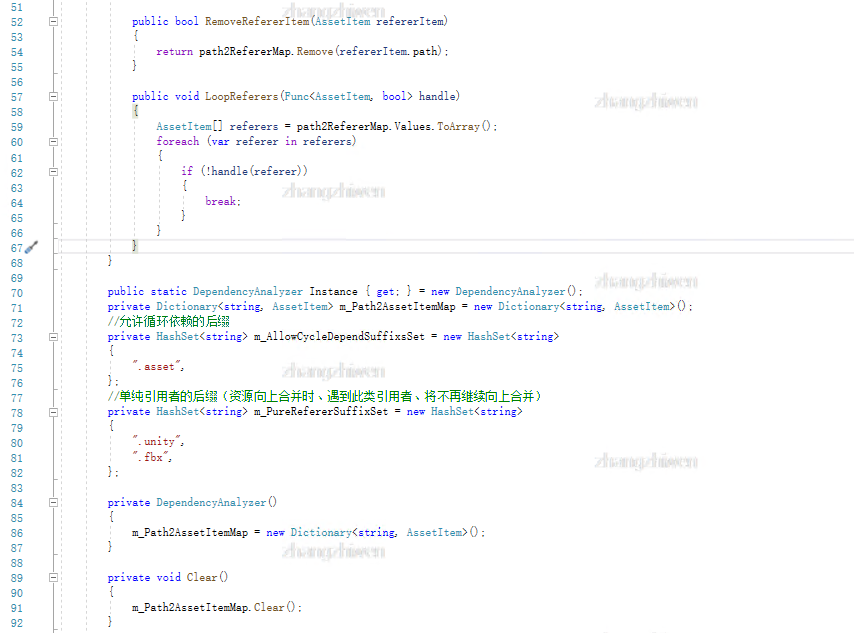 51
52 public bool RemoveRefererItem(AssetItem refererItem)
53 {
54 return path2RefererMap.Remove(refererItem.path);
55 }
56
57 public void LoopReferers(Func<AssetItem, bool> handle)
58 {
59 AssetItem[] referers = path2RefererMap.Values.ToArray();
60 foreach (var referer in referers)
61 {
62 if (!handle(referer))
63 {
64 break;
65 }
66 }
67 }
68 }
69
70 public static DependencyAnalyzer Instance { get; } = new DependencyAnalyzer();
71 private Dictionary<string, AssetItem> m_Path2AssetItemMap = new Dictionary<string, AssetItem>();
72 //允许循环依赖的后缀
73 private HashSet<string> m_AllowCycleDependSuffixsSet = new HashSet<string>
74 {
75 ".asset",
76 };
77 //单纯引用者的后缀（资源向上合并时、遇到此类引用者、将不再继续向上合并）
78 private HashSet<string> m_PureRefererSuffixSet = new HashSet<string>
79 {
80 ".unity",
81 ".fbx",
82 };
83
84 private DependencyAnalyzer()
85 {
86 m_Path2AssetItemMap = new Dictionary<string, AssetItem>();
87 }
88
89 private void Clear()
90 {
91 m_Path2AssetItemMap.Clear();
92 }
zhangzhiwen
zhangzhiwen
zhangzhiwen
zhangzhiwen
zhangzhiwen
zhangzhiwen
zhangzhiwen